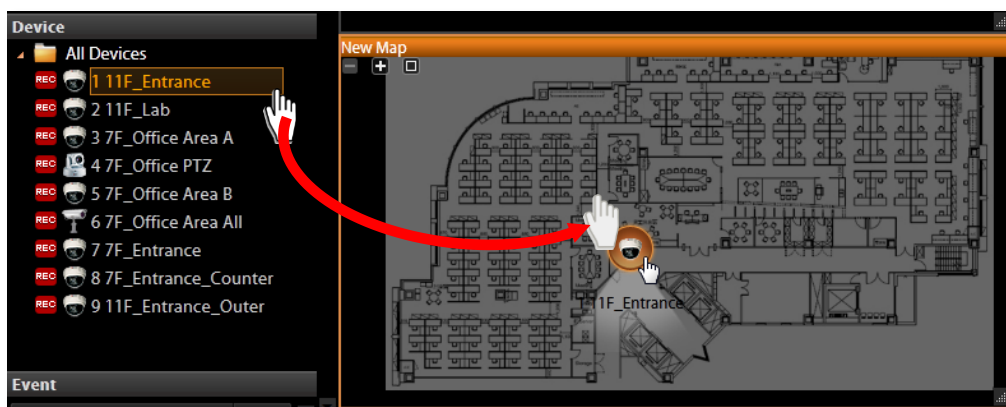 Device
All Devices
REC 1 11F_Entrance
REC 2 11F_Lab
REC 3 7F_Office Area A
REC 4 7F_Office PTZ
REC 5 7F_Office Area B
REC 6 7F_Office Area All
REC 7 7F_Entrance
REC 8 7F_Entrance_Counter
REC 9 11F_Entrance_Outer
Event
New Map
11F_Entrance